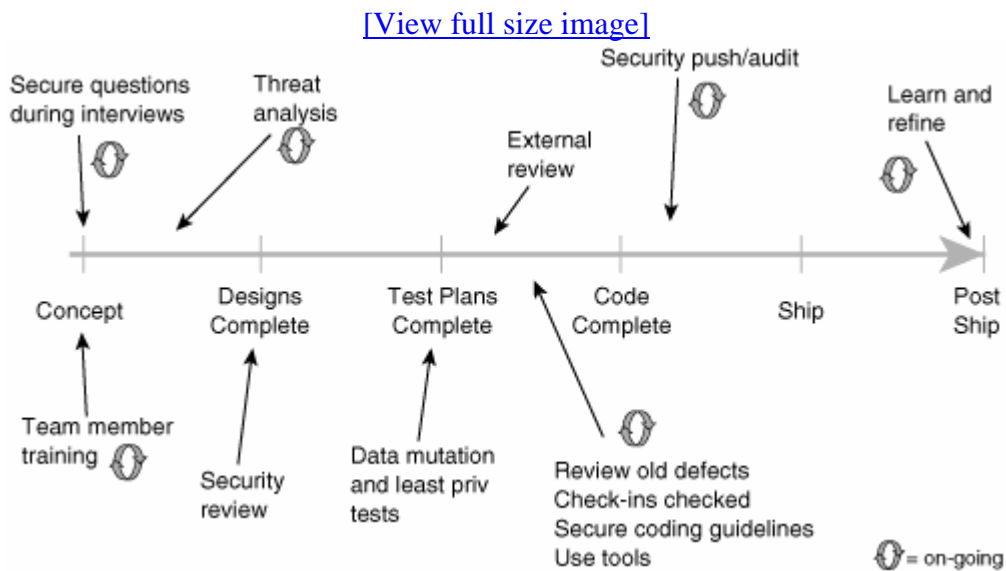 [View full size image]
Secure questions
during interviews
Threat
analysis
External
review
Security push/audit
Learn and
refine
Concept
Designs
Complete
Test Plans
Complete
Code
Complete
Ship
Post
Ship
Team member
training
Security
review
Data mutation
and least priv
tests
Review old defects
Check-ins checked
Secure coding guidelines
Use tools
= on-going